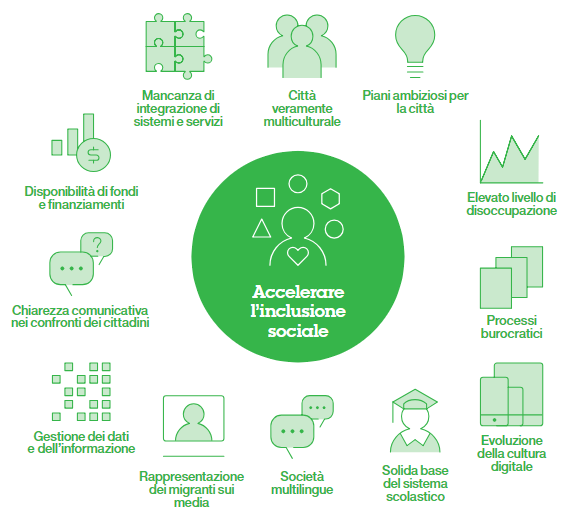 Mancanza di
integrazione di
sistemi e servizi
Città
veramente
multiculturale
Piani ambiziosi per
la città
Disponibilità di fondi
e finanziamenti
$
Elevato livello di
disoccupazione
?
Chiarezza comunicativa
nei confronti dei cittadini
Accelerare
l'inclusione
sociale
Processi
burocratici
Gestione dei dati
e dell'informazione
Rappresentazione
dei migranti sui
media
Società
multilingue
Solida base
del sistema
scolastico
Evoluzione
della cultura
digitale